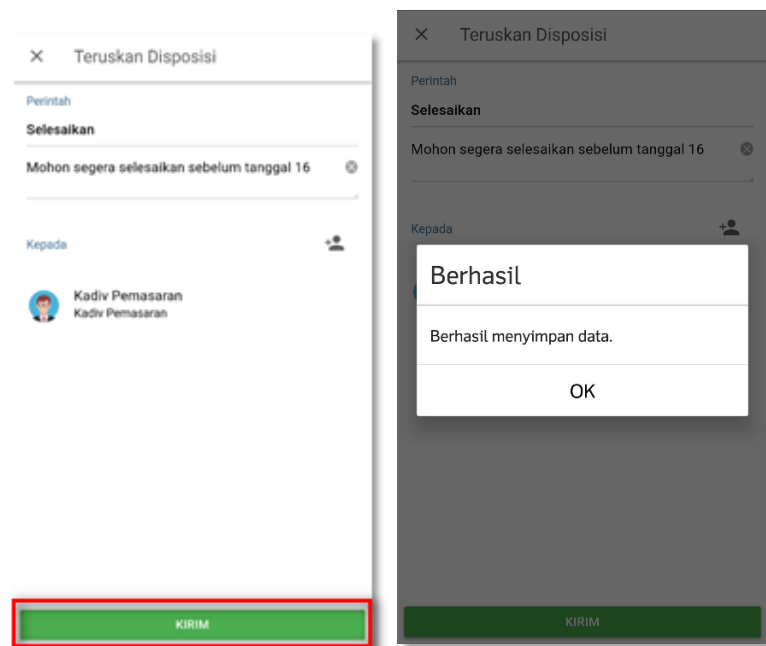 Teruskan Disposisi
Perintah
Selesaikan
Mohon segera selesaikan sebelum tanggal 16
Kepada
Kadiv Pemasaran
Kadiv Pemasaran
KIRIM
Teruskan Disposisi
Perintah
Selesaikan
Mohon segera selesaikan sebelum tanggal 16
Kepada
Berhasil
Berhasil menyimpan data.
OK
KIRIM